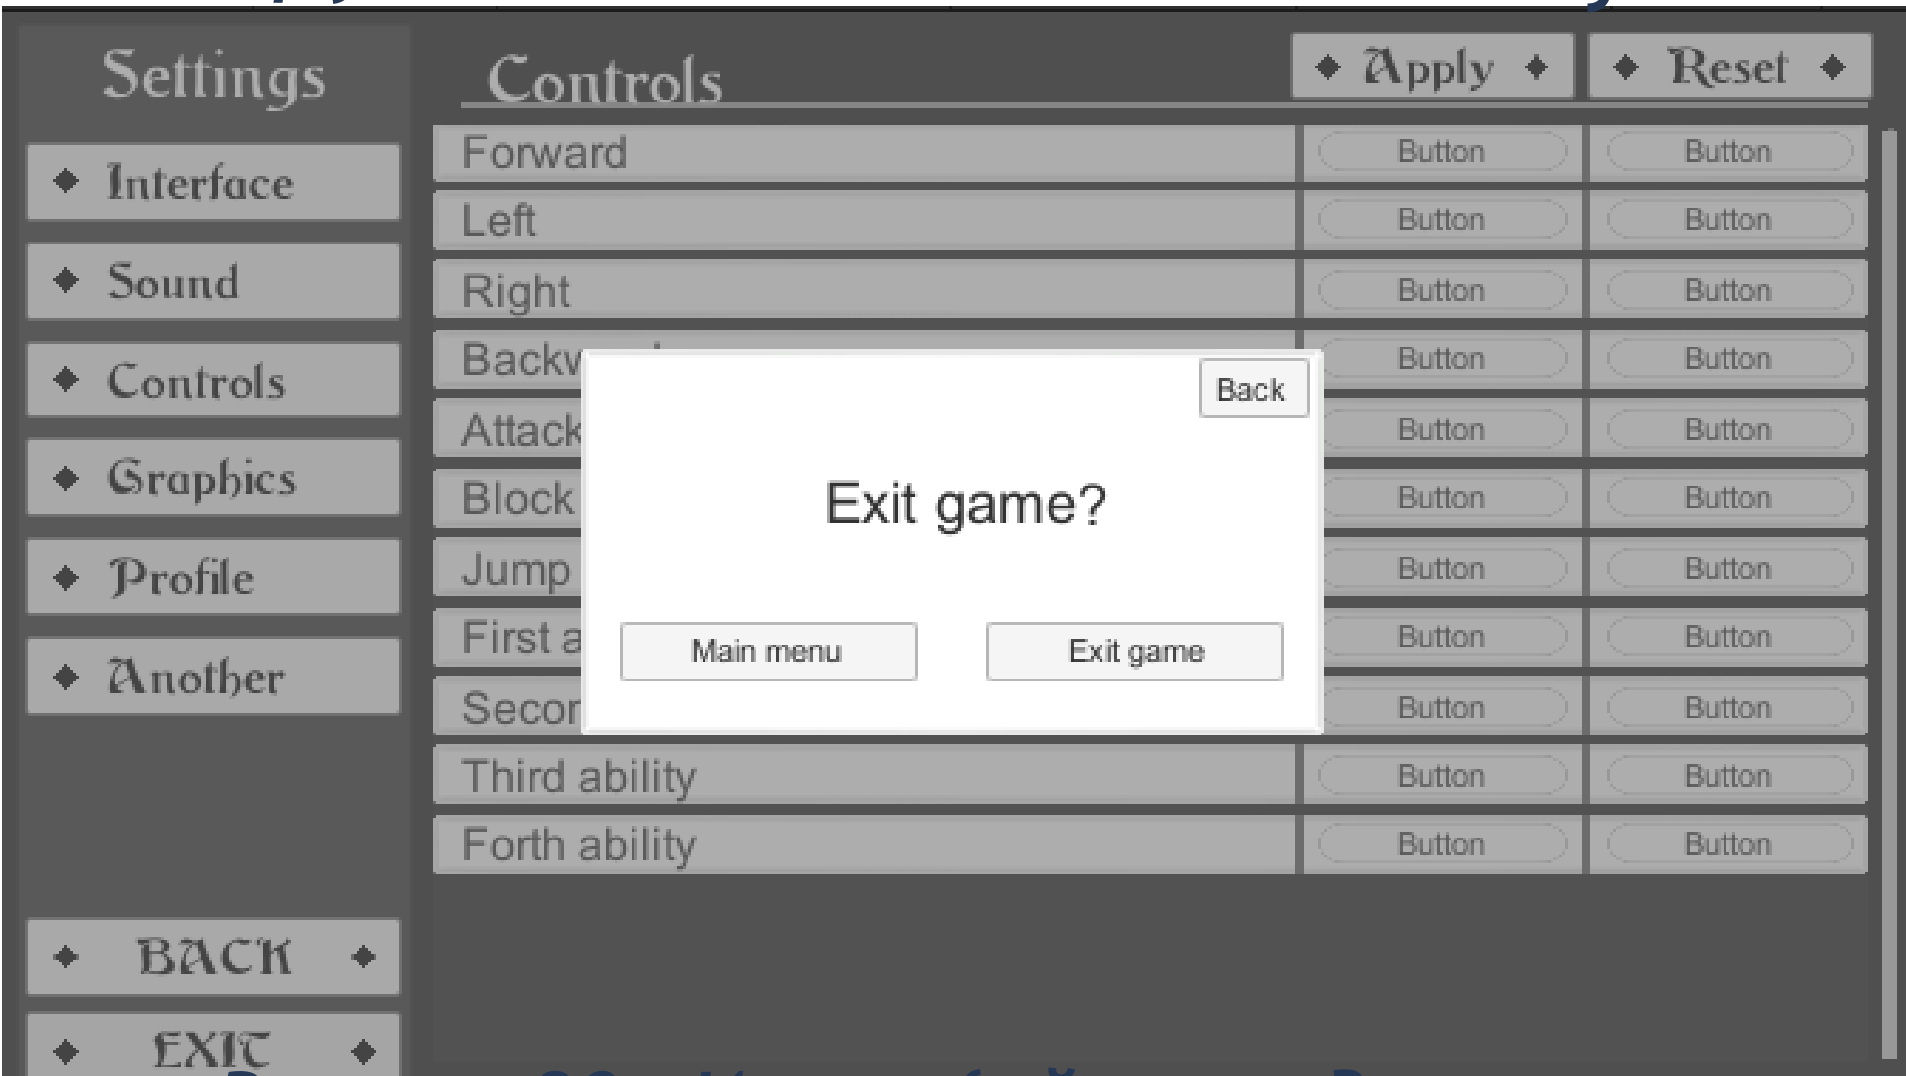 Settings
Interface
Sound
Controls
Graphics
Profile
Another
BACK
EXIT
Controls
Apply
Reset
Forward Button Button
Left Button Button
Right Button Button
Button Button
Attack Button Button
Block Button Button
Jump Button Button
First Button Button
Button Button
Third ability Button Button
Forth ability Button Button
Back
Exit game?
Main menu
Exit game